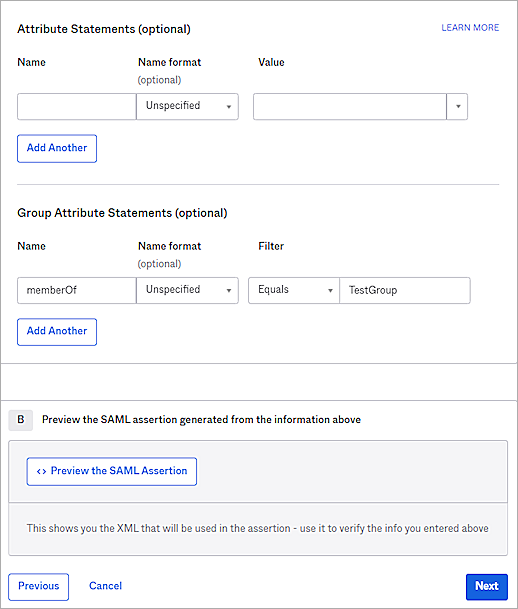 Attribute Statements (optional) LEARN MORE
Name Name format Value
(optional)
Unspecified
Add Another
Group Attribute Statements (optional)
Name Name format Filter
(optional)
memberOf Unspecified Equals TestGroup
Add Another
B Preview the SAML assertion generated from the information above
<> Preview the SAML Assertion
This shows you the XML that will be used in the assertion - use it to verify the info you entered above
Previous Cancel Next